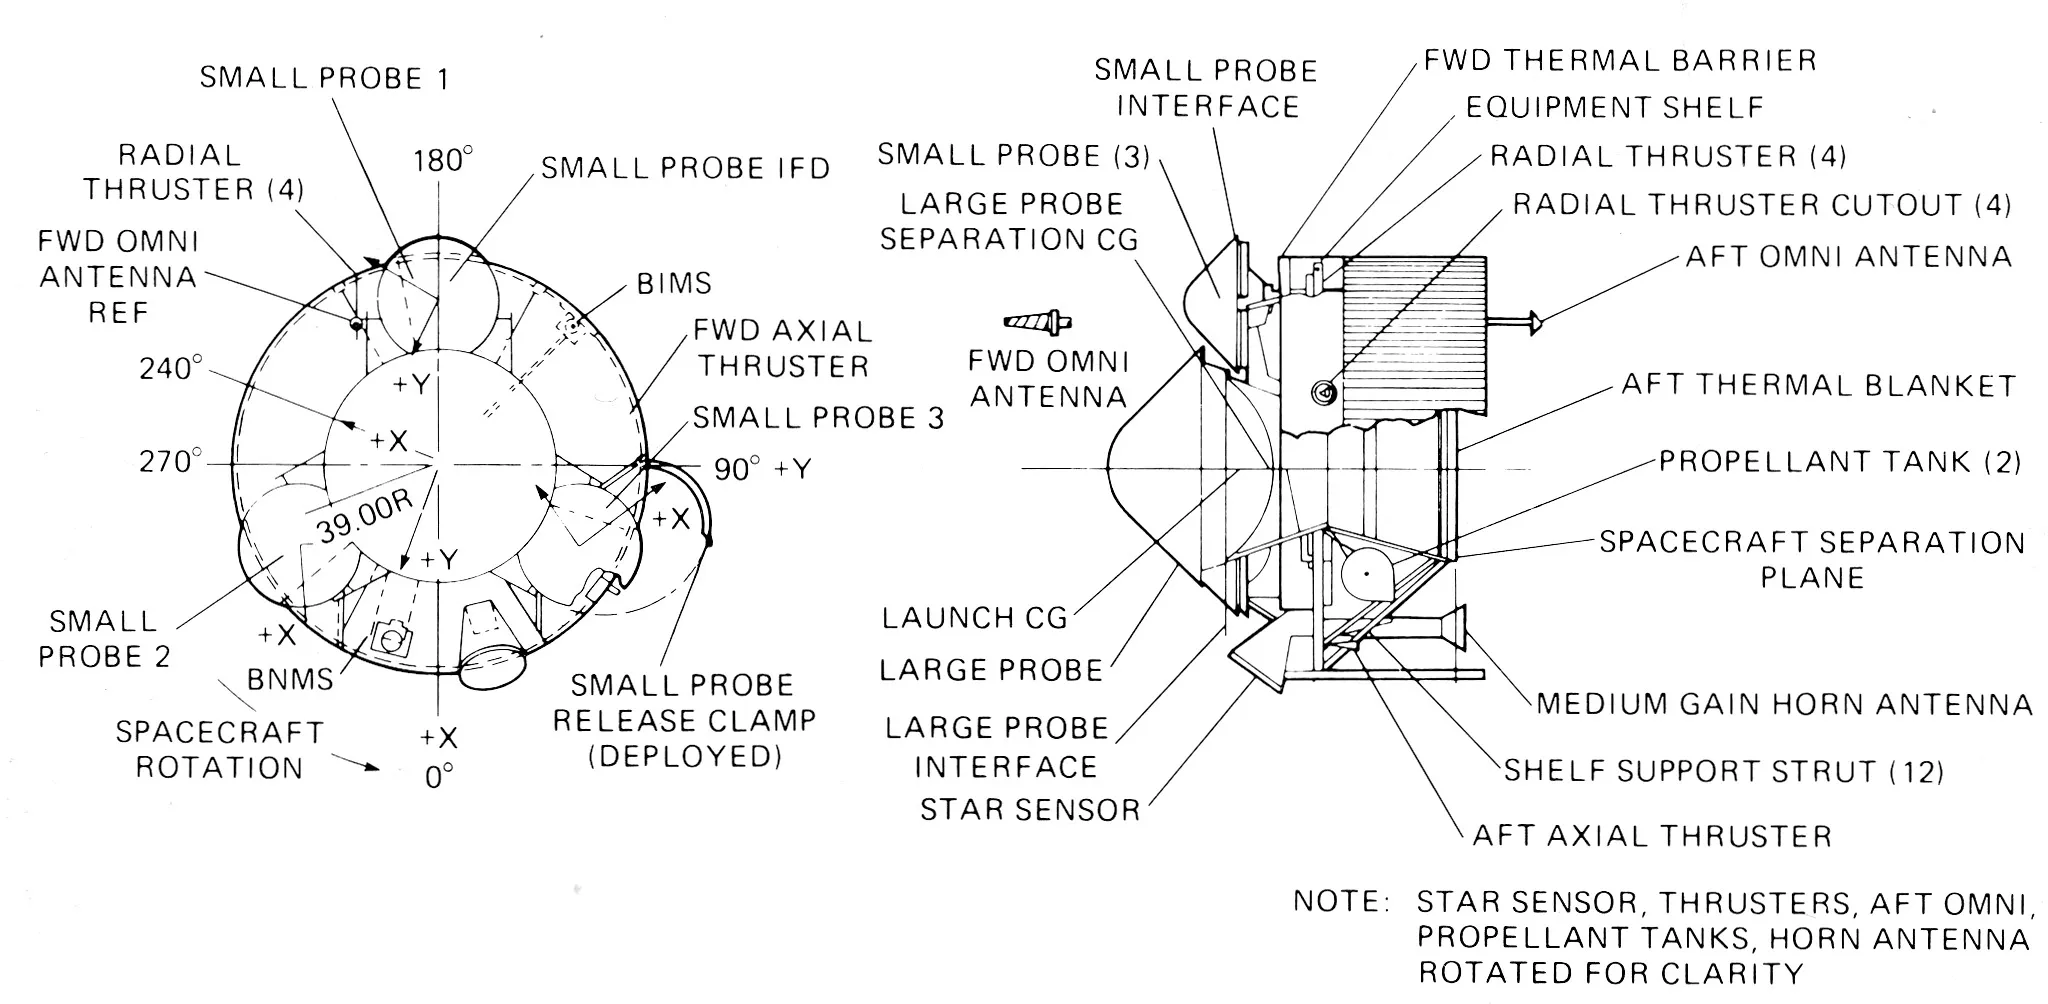 SMALL PROBE 1
RADIAL
THRUSTER (4)
180°
SMALL PROBE IFD
FWD OMNI
ANTENNA
REF
BIMS
FWD AXIAL
THRUSTER
240°
+Y
SMALL PROBE 3
+X
270°
90° +Y
39.00R
+X
+Y
SMALL
PROBE 2
+X
BNMS
SMALL PROBE
RELEASE CLAMP
(DEPLOYED)
SPACECRAFT
ROTATION
+X
0°
SMALL PROBE
INTERFACE
FWD THERMAL BARRIER
EQUIPMENT SHELF
SMALL PROBE (3)
RADIAL THRUSTER (4)
LARGE PROBE
SEPARATION CG
RADIAL THRUSTER CUTOUT (4)
AFT OMNI ANTENNA
FWD OMNI
ANTENNA
AFT THERMAL BLANKET
PROPELLANT TANK (2)
SPACECRAFT SEPARATION
PLANE
LAUNCH CG
LARGE PROBE
MEDIUM GAIN HORN ANTENNA
LARGE PROBE
INTERFACE
SHELF SUPPORT STRUT (12)
STAR SENSOR
AFT AXIAL THRUSTER
NOTE: STAR SENSOR, THRUSTERS, AFT OMNI,
PROPELLANT TANKS, HORN ANTENNA
ROTATED FOR CLARITY